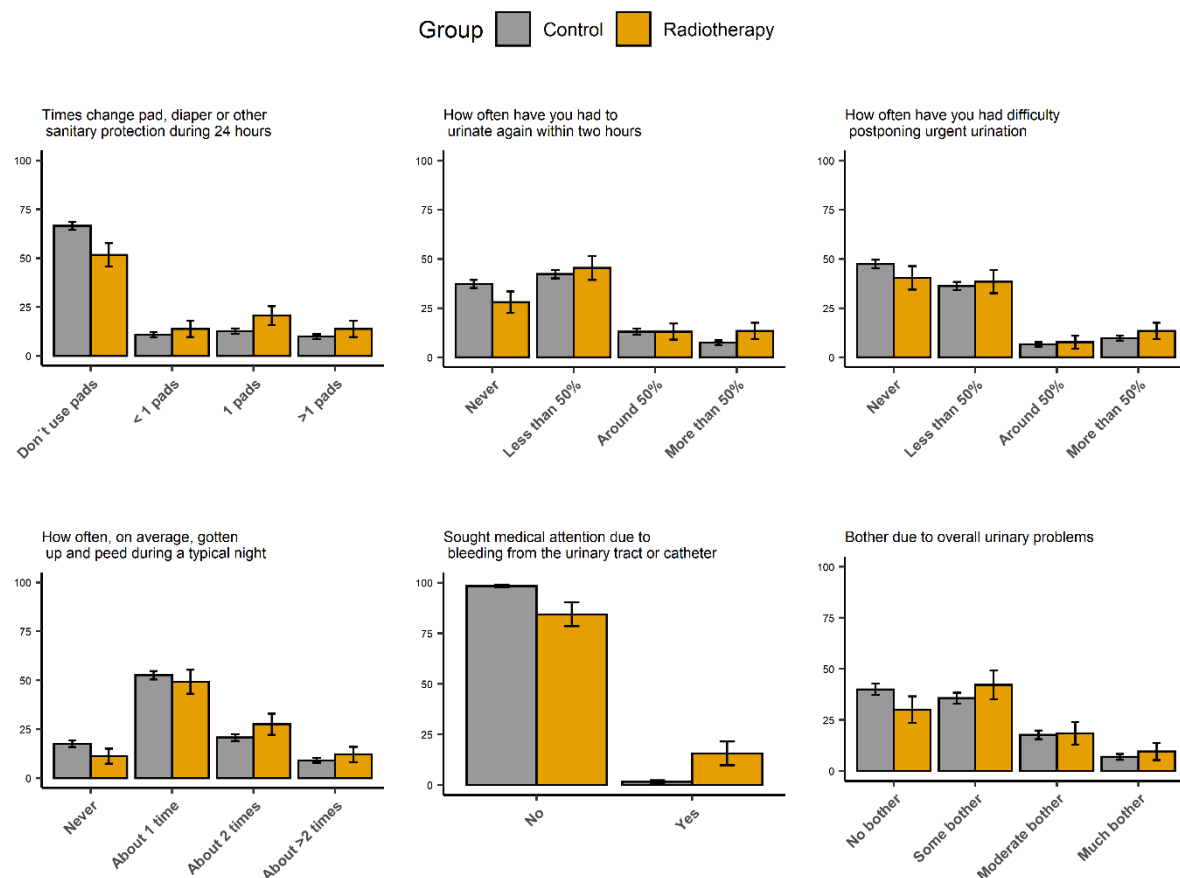 Group Control Radiotherapy
Times change pad, diaper or other
sanitary protection during 24 hours
100
75
50
25
0
Don´t use pads
< 1 pads
1 pads
>1 pads
How often have you had to
urinate again within two hours
100
75
50
25
0
Never
Less than 50%
Around 50%
More than 50%
How often have you had difficulty
postponing urgent urination
100
75
50
25
0
Never
Less than 50%
Around 50%
More than 50%
How often, on average, gotten
up and peed during a typical night
100
75
50
25
0
Never
About 1 time
About 2 times
About >2 times
Sought medical attention due to
bleeding from the urinary tract or catheter
100
75
50
25
0
No
Yes
Bother due to overall urinary problems
100
75
50
25
0
No bother
Some bother
Moderate bother
Much bother